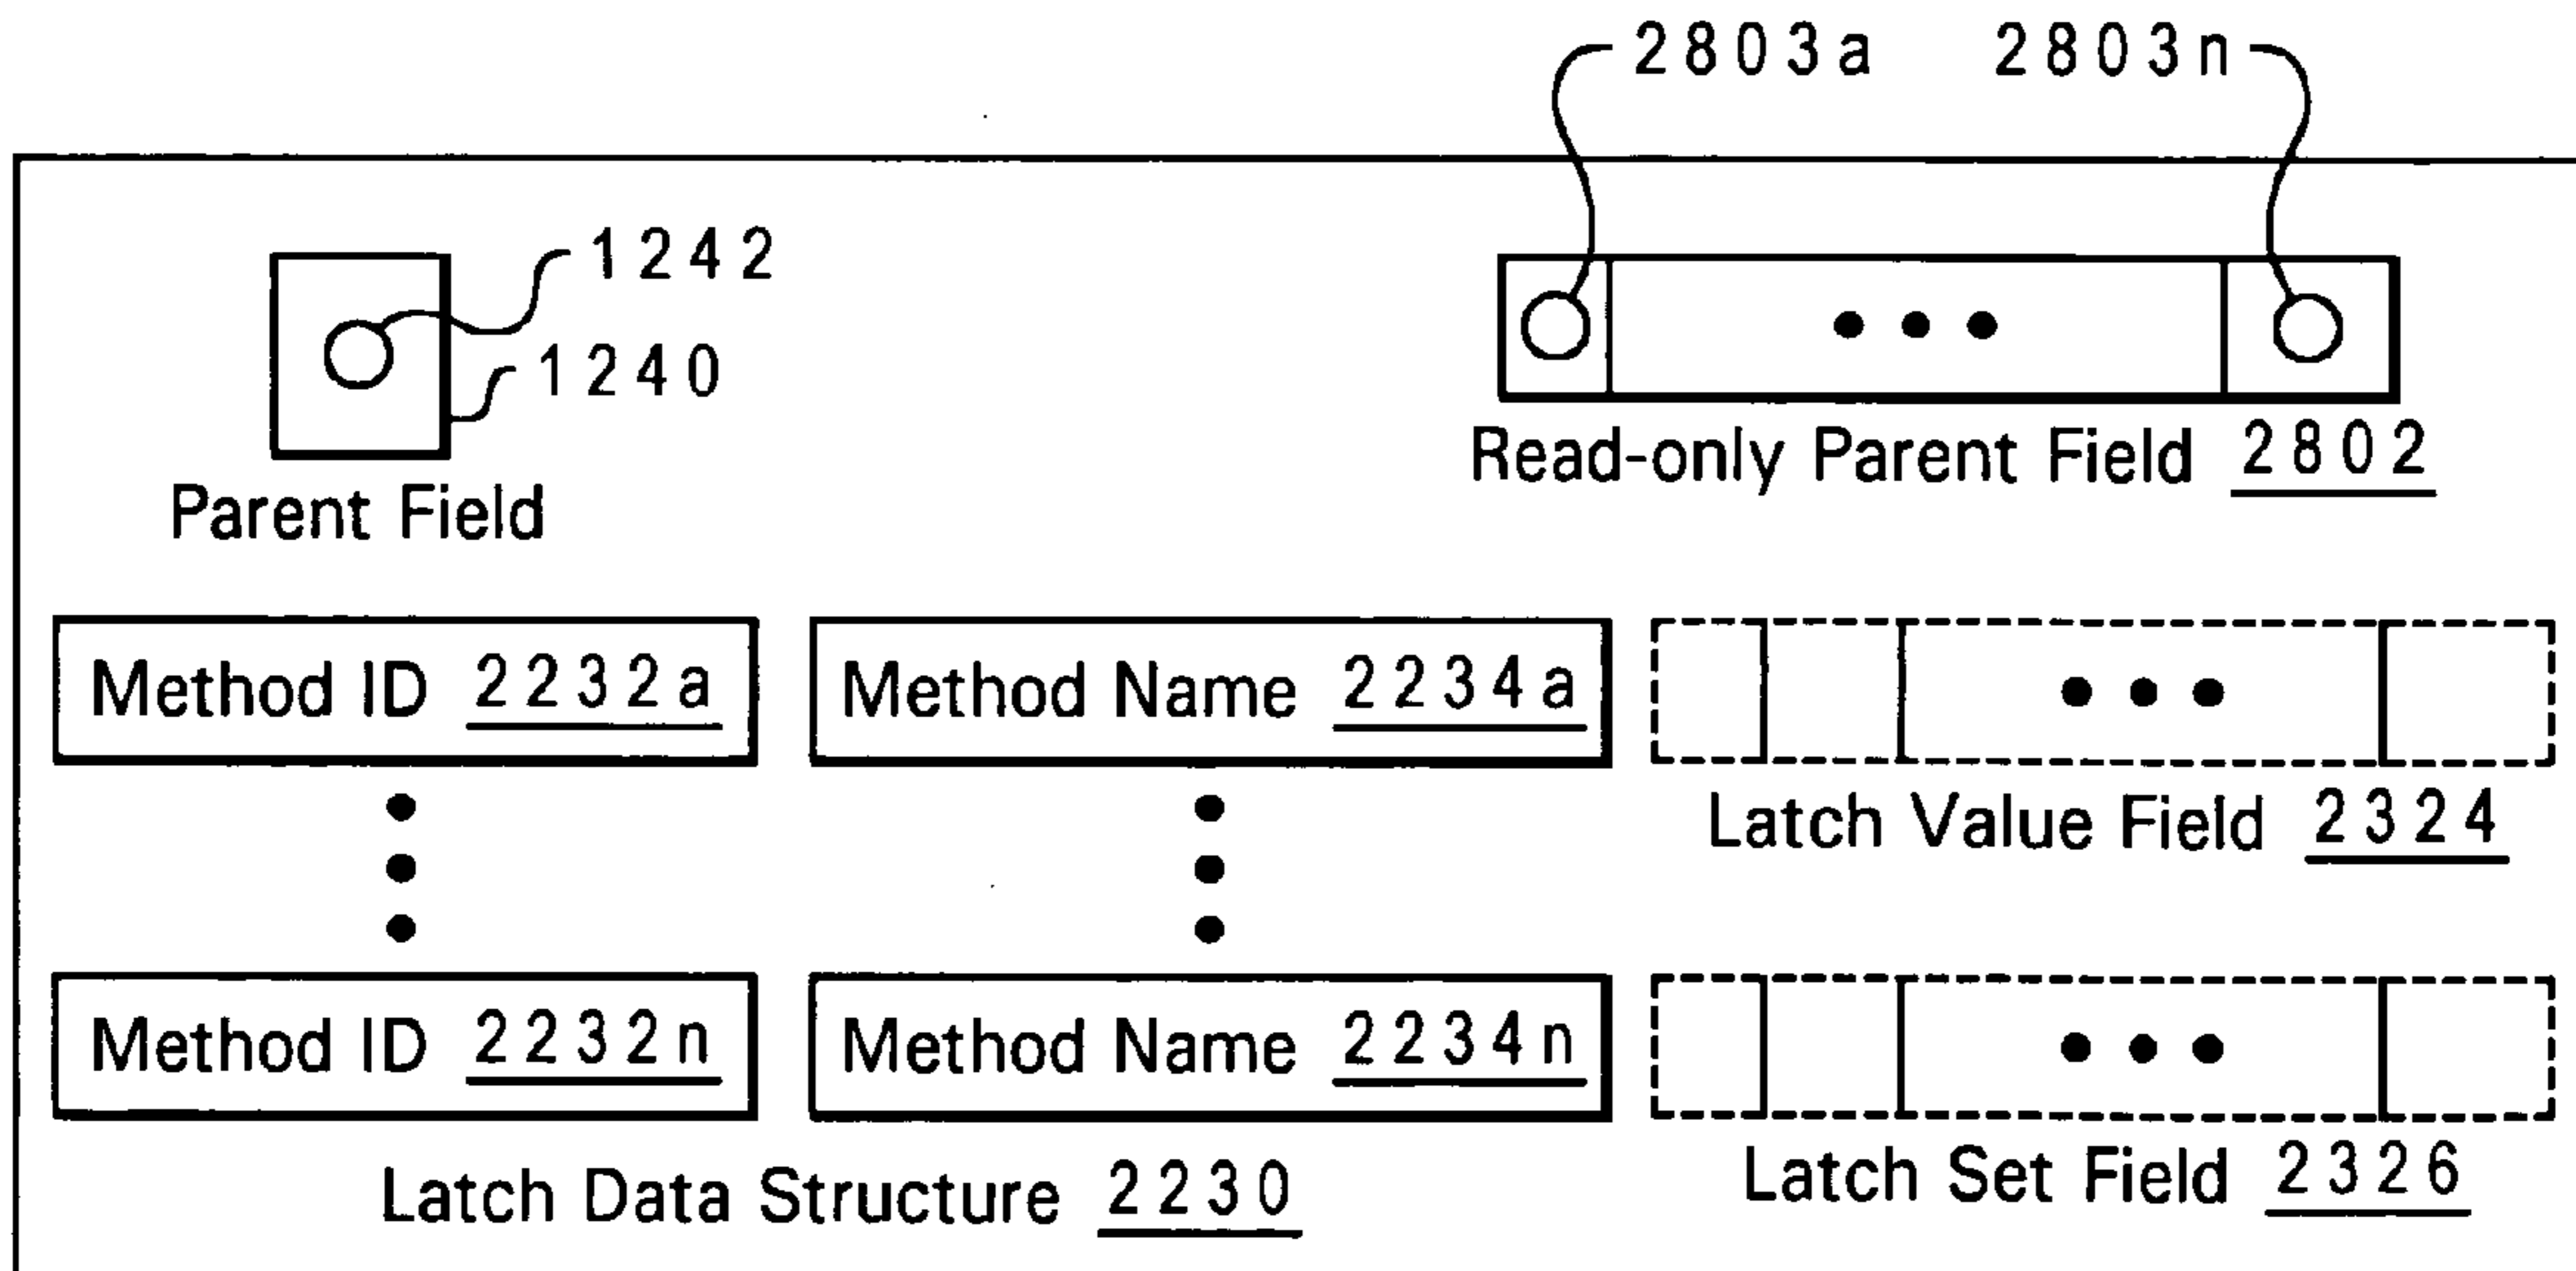 2803a 2803n
1242
1240
Parent Field
Read-only Parent Field 2802
Method ID 2232a Method Name 2234a
Latch Value Field 2324
Method ID 2232n Method Name 2234n
Latch Data Structure 2230
Latch Set Field 2326